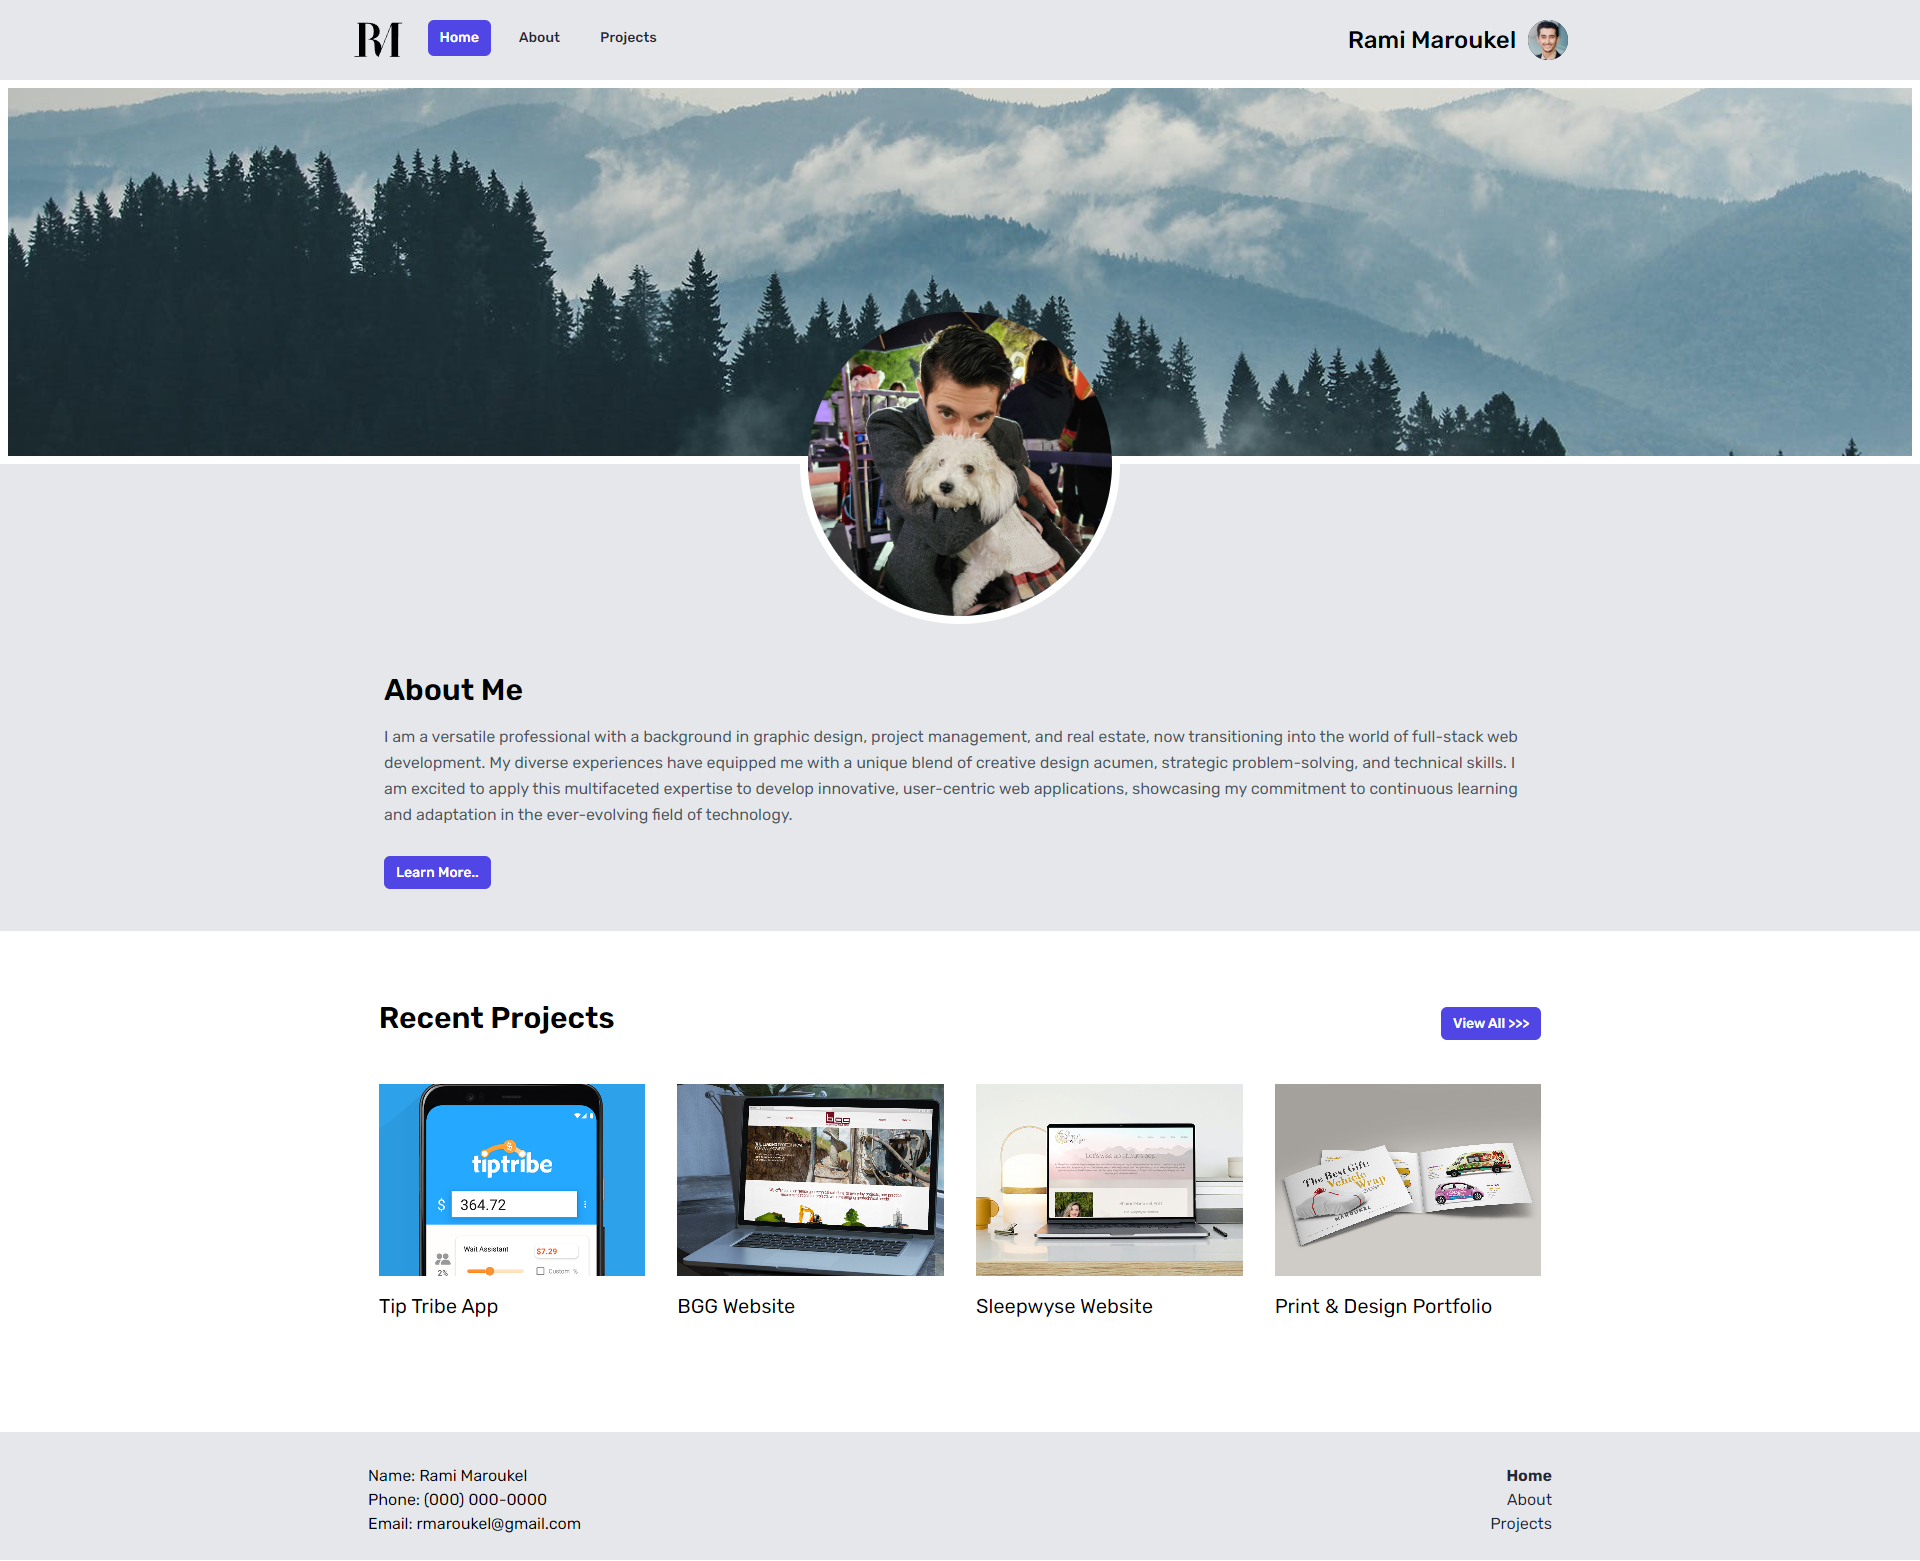 RM
Home
About
Projects
Rami Maroukel
About Me
I am a versatile professional with a background in graphic design, project management, and real estate, now transitioning into the world of full-stack web
development. My diverse experiences have equipped me with a unique blend of creative design acumen, strategic problem-solving, and technical skills. I
am excited to apply this multifaceted expertise to develop innovative, user-centric web applications, showcasing my commitment to continuous learning
and adaptation in the ever-evolving field of technology.
Learn More..
Recent Projects
View All >>>
tiptribe
$ 364.72
Wait Assistant
$7.29
2%
Custom %
bgg
The Best Gift:
Vehicle
Wrap
MAROUKEL
Tip Tribe App
BGG Website
Sleepwyse Website
Print & Design Portfolio
Name: Rami Maroukel
Phone: (000) 000-0000
Email: rmaroukel@gmail.com
Home
About
Projects